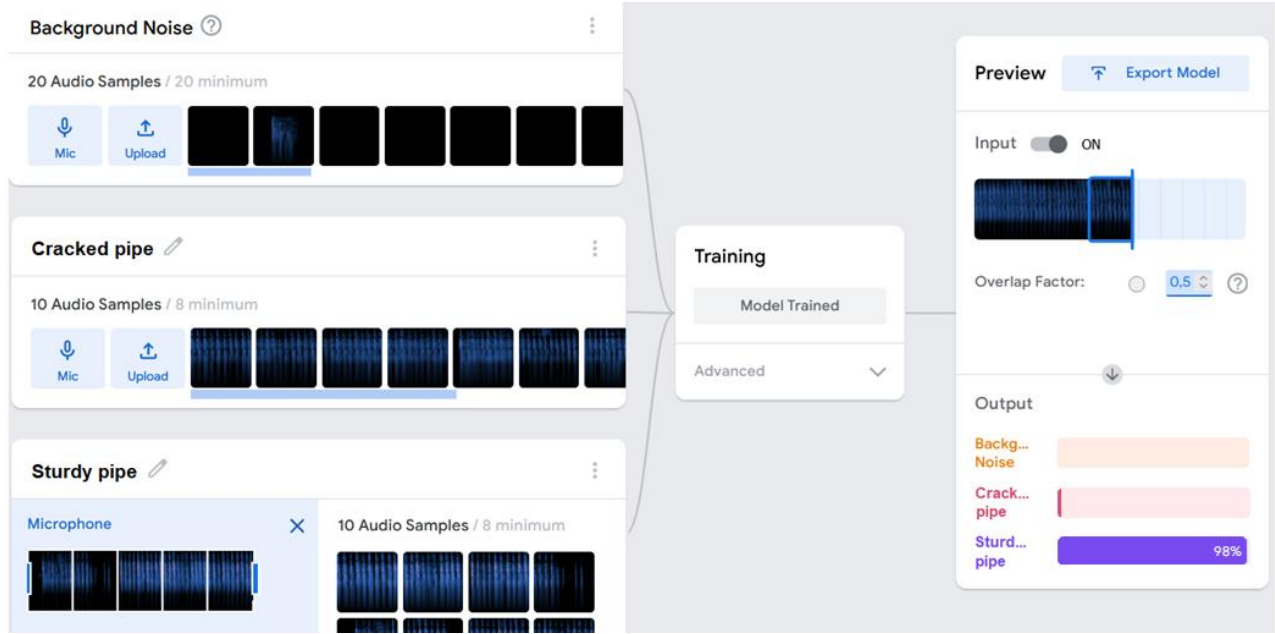 Background Noise
20 Audio Samples / 20 minimum
Mic
Upload
Cracked pipe
10 Audio Samples / 8 minimum
Mic
Upload
Sturdy pipe
Microphone
10 Audio Samples / 8 minimum
Training
Model Trained
Advanced
Preview
Export Model
Input
ON
Overlap Factor:
0,5
Output
Backg...
Noise
Crack...
pipe
Sturd...
pipe
98%